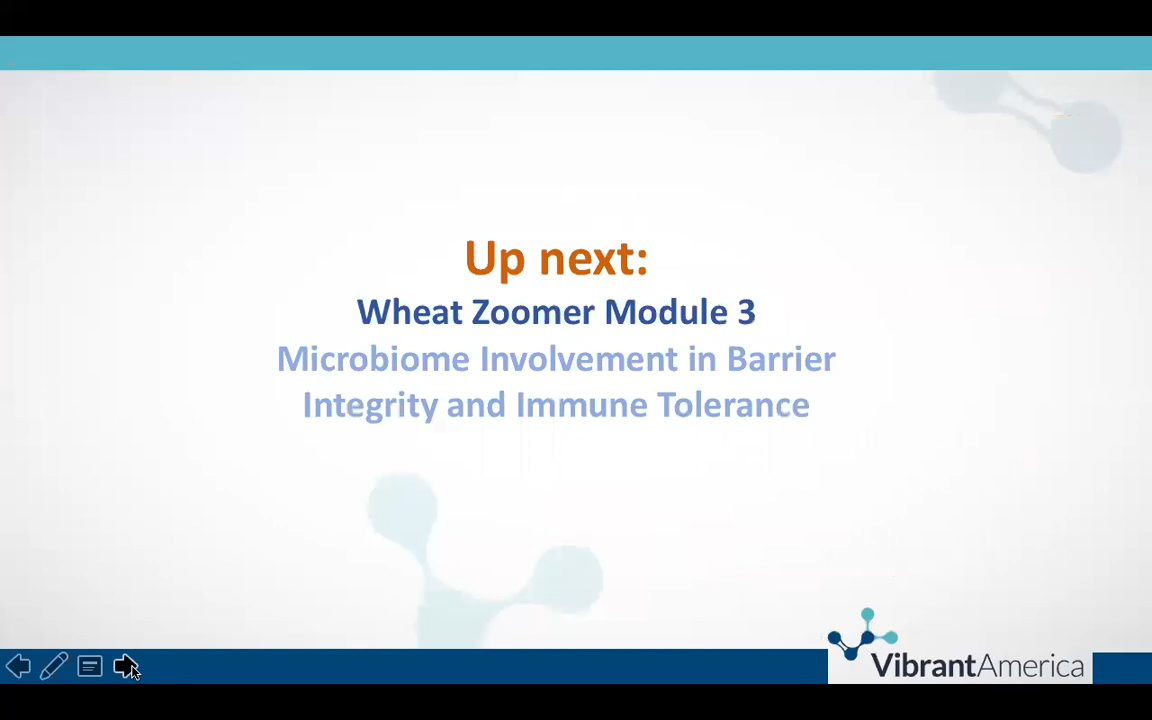 Up next:
Wheat Zoomer Module 3
Microbiome Involvement in Barrier
Integrity and Immune Tolerance
VibrantAmerica